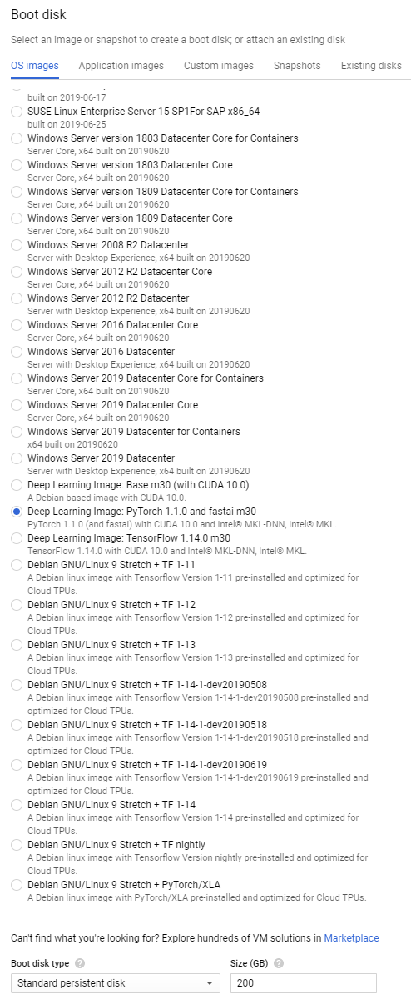 Boot disk
Select an image or snapshot to create a boot disk; or attach an existing disk
OS images Application images Custom images Snapshots Existing disks
built on 2019-06-17
SUSE Linux Enterprise Server 15 SP1For SAP x86_64
built on 2019-06-25
Windows Server version 1803 Datacenter Core for Containers
Server Core, x64 built on 20190620
Windows Server version 1803 Datacenter Core
Server Core, x64 built on 20190620
Windows Server version 1809 Datacenter Core for Containers
Server Core, x64 built on 20190620
Windows Server version 1809 Datacenter Core
Server Core, x64 built on 20190620
Windows Server 2008 R2 Datacenter
Server with Desktop Experience, x64 built on 20190620
Windows Server 2012 R2 Datacenter Core
Server Core, x64 built on 20190620
Windows Server 2012 R2 Datacenter
Server with Desktop Experience, x64 built on 20190620
Windows Server 2016 Datacenter Core
Server Core, x64 built on 20190620
Windows Server 2016 Datacenter
Server with Desktop Experience, x64 built on 20190620
Windows Server 2019 Datacenter Core for Containers
Server Core, x64 built on 20190620
Windows Server 2019 Datacenter Core
Server Core, x64 built on 20190620
Windows Server 2019 Datacenter for Containers
x64 built on 20190620
Windows Server 2019 Datacenter
Server with Desktop Experience, x64 built on 20190620
Deep Learning Image: Base m30 (with CUDA 10.0)
A Debian based image with CUDA 10.0.
Deep Learning Image: PyTorch 1.1.0 and fastai m30
PyTorch 1.1.0 (and fastai) with CUDA 10.0 and Intel® MKL-DNN, Intel® MKL.
Deep Learning Image: TensorFlow 1.14.0 m30
TensorFlow 1.14.0 with CUDA 10.0 and Intel® MKL-DNN, Intel® MKL.
Debian GNU/Linux 9 Stretch + TF 1-11
A Debian linux image with Tensorflow Version 1-11 pre-installed and optimized for
Cloud TPUs.
Debian GNU/Linux 9 Stretch + TF 1-12
A Debian linux image with Tensorflow Version 1-12 pre-installed and optimized for
Cloud TPUs.
Debian GNU/Linux 9 Stretch + TF 1-13
A Debian linux image with Tensorflow Version 1-13 pre-installed and optimized for
Cloud TPUs.
Debian GNU/Linux 9 Stretch + TF 1-14-1-dev20190508
A Debian linux image with Tensorflow Version 1-14-1-dev20190508 pre-installed and
optimized for Cloud TPUs.
Debian GNU/Linux 9 Stretch + TF 1-14-1-dev20190518
A Debian linux image with Tensorflow Version 1-14-1-dev20190518 pre-installed and
optimized for Cloud TPUs.
Debian GNU/Linux 9 Stretch + TF 1-14-1-dev20190619
A Debian linux image with Tensorflow Version 1-14-1-dev20190619 pre-installed and
optimized for Cloud TPUs.
Debian GNU/Linux 9 Stretch + TF 1-14
A Debian linux image with Tensorflow Version 1-14 pre-installed and optimized for
Cloud TPUs.
Debian GNU/Linux 9 Stretch + TF nightly
A Debian linux image with Tensorflow Version nightly pre-installed and optimized for
Cloud TPUs.
Debian GNU/Linux 9 Stretch + PyTorch/XLA
A Debian linux image with PyTorch/XLA pre-installed and optimized for Cloud TPUs.
Can't find what you're looking for? Explore hundreds of VM solutions in Marketplace
Boot disk type ? Size (GB) ?
Standard persistent disk 200